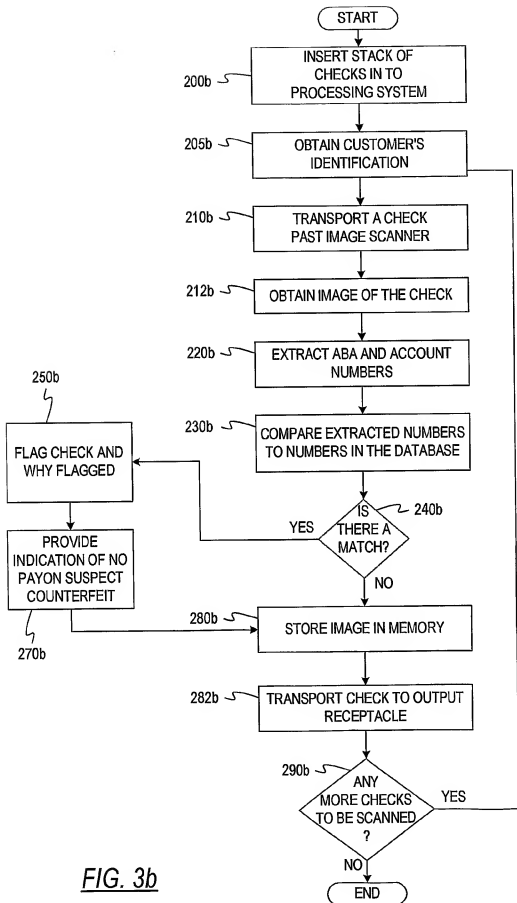 START
INSERT STACK OF
CHECKS IN TO
PROCESSING SYSTEM
200b
OBTAIN CUSTOMER'S
IDENTIFICATION
205b
TRANSPORT A CHECK
PAST IMAGE SCANNER
210b
OBTAIN IMAGE OF THE CHECK
212b
EXTRACT ABA AND ACCOUNT
NUMBERS
220b
COMPARE EXTRACTED NUMBERS
TO NUMBERS IN THE DATABASE
230b
IS
THERE A
MATCH?
240b
YES
NO
250b
FLAG CHECK AND
WHY FLAGGED
PROVIDE
INDICATION OF NO
PAYON SUSPECT
COUNTERFEIT
270b
280b
STORE IMAGE IN MEMORY
282b
TRANSPORT CHECK TO OUTPUT
RECEPTACLE
290b
ANY
MORE CHECKS
TO BE SCANNED
?
YES
NO
END
FIG. 3b